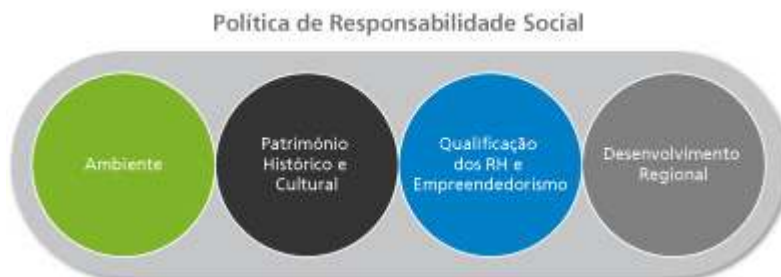 Política de Responsabilidade Social
Ambiente
Património
Histórico e
Cultural
Qualificação
dos RH e
Empreendedorismo
Desenvolvimento
Regional